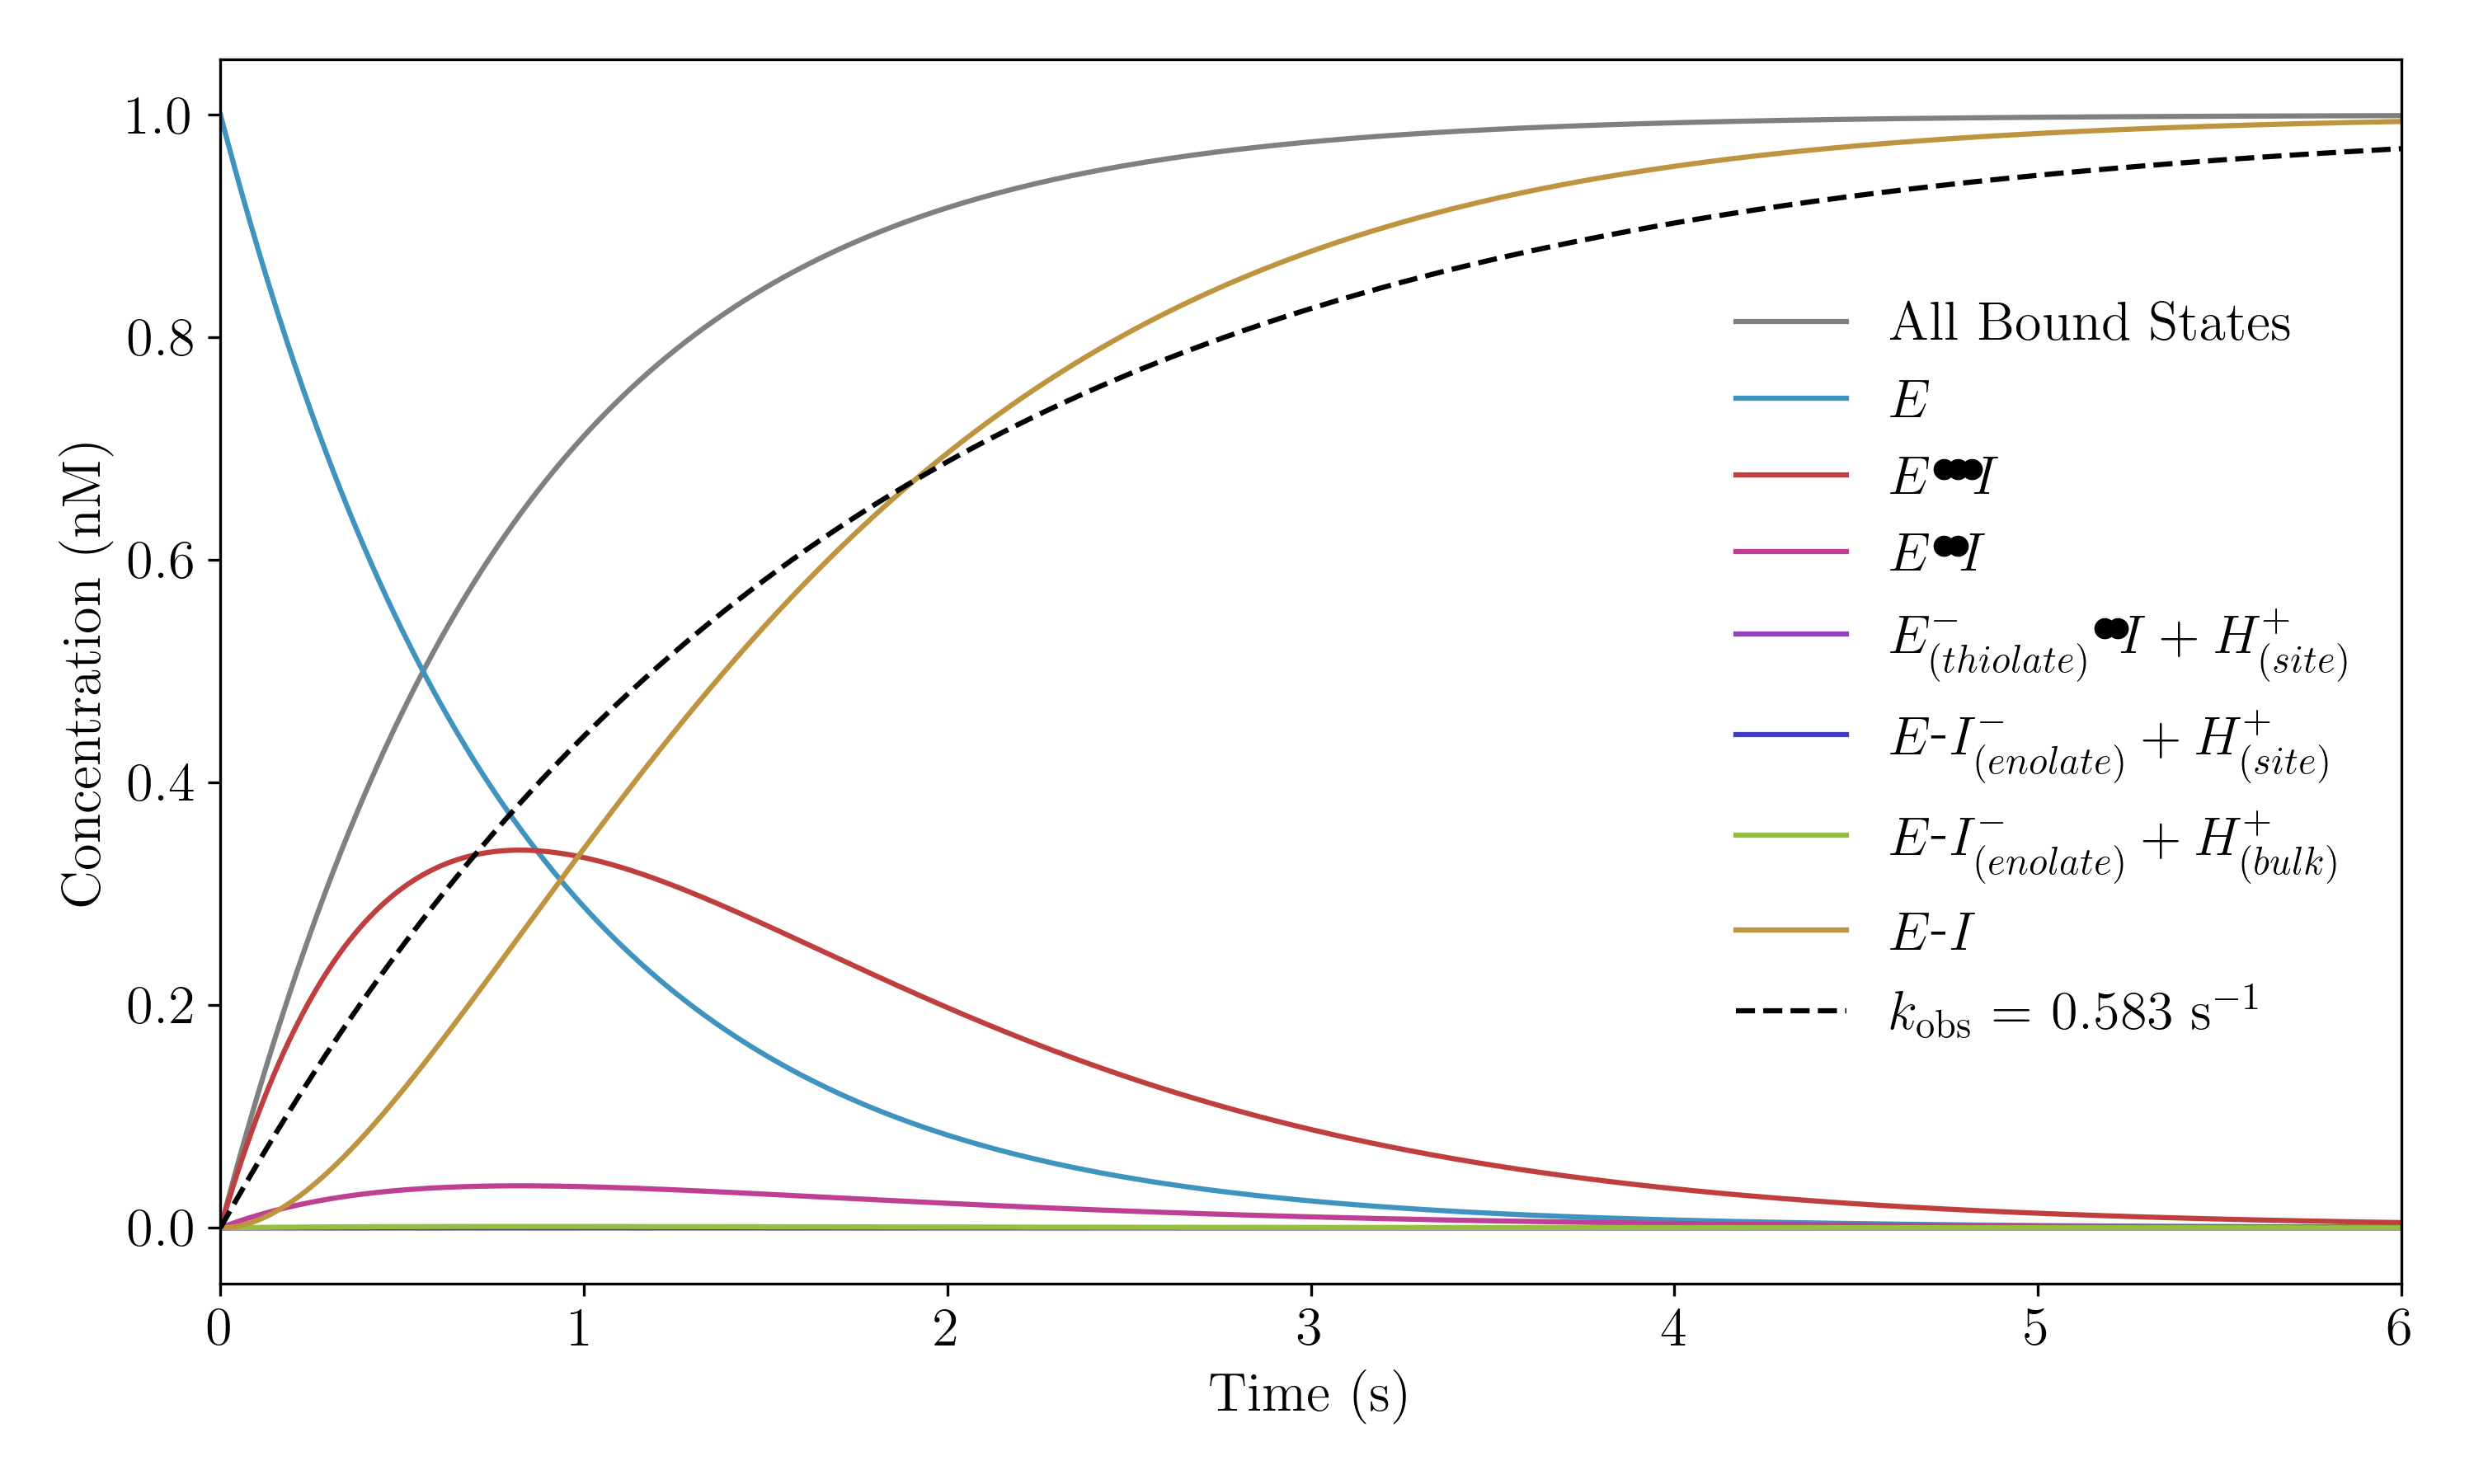 1.0
0.8
0.6
0.4
0.2
0.0
Concentration (nM)
0 1 2 3 4 5 6
Time (s)
All Bound States
E
E●●●I
E●●I
E⁻(thiolate)●●I + H⁺(site)
E-I⁻(enolate) + H⁺(site)
E-I⁻(enolate) + H⁺(bulk)
E-I
kobs = 0.583 s⁻¹